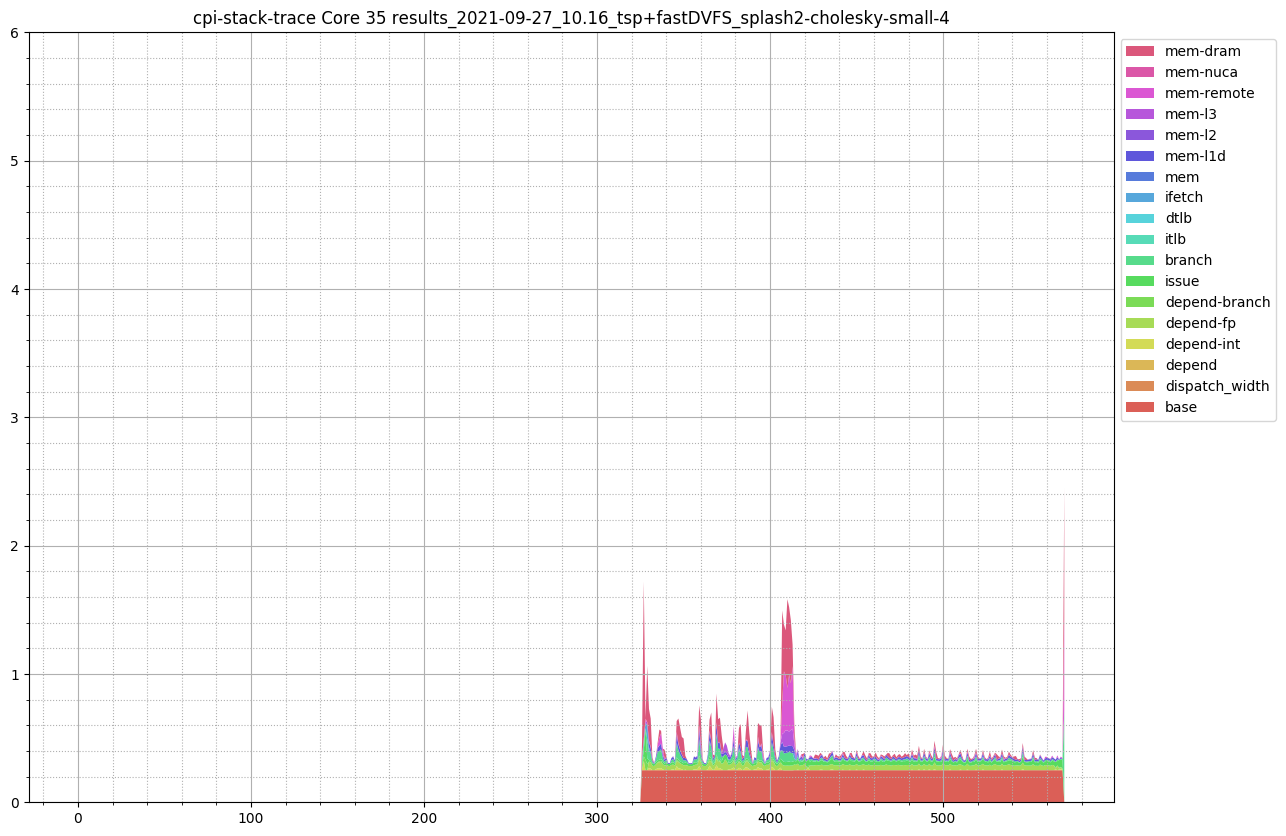 cpi-stack-trace Core 35 results_2021-09-27_10.16_tsp+fastDVFS_splash2-cholesky-small-4
6
5
4
3
2
1
0
0 100 200 300 400 500
mem-dram
mem-nuca
mem-remote
mem-l3
mem-l2
mem-l1d
mem
ifetch
dtlb
itlb
branch
issue
depend-branch
depend-fp
depend-int
depend
dispatch_width
base